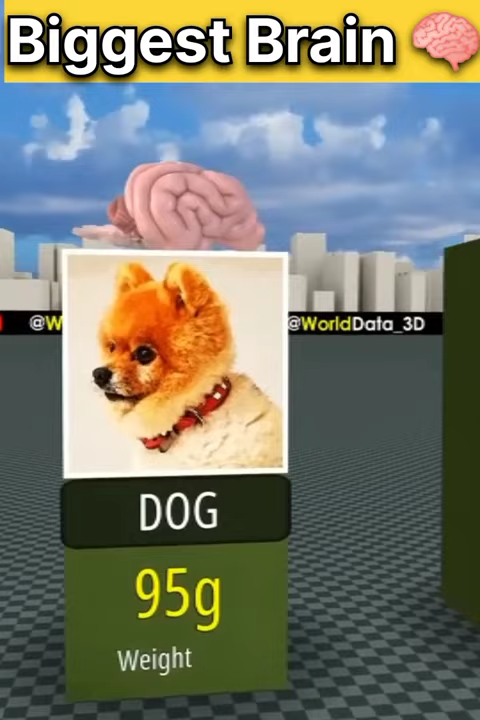 Biggest Brain 🧠
@W
@WorldData_3D
DOG
95g
Weight